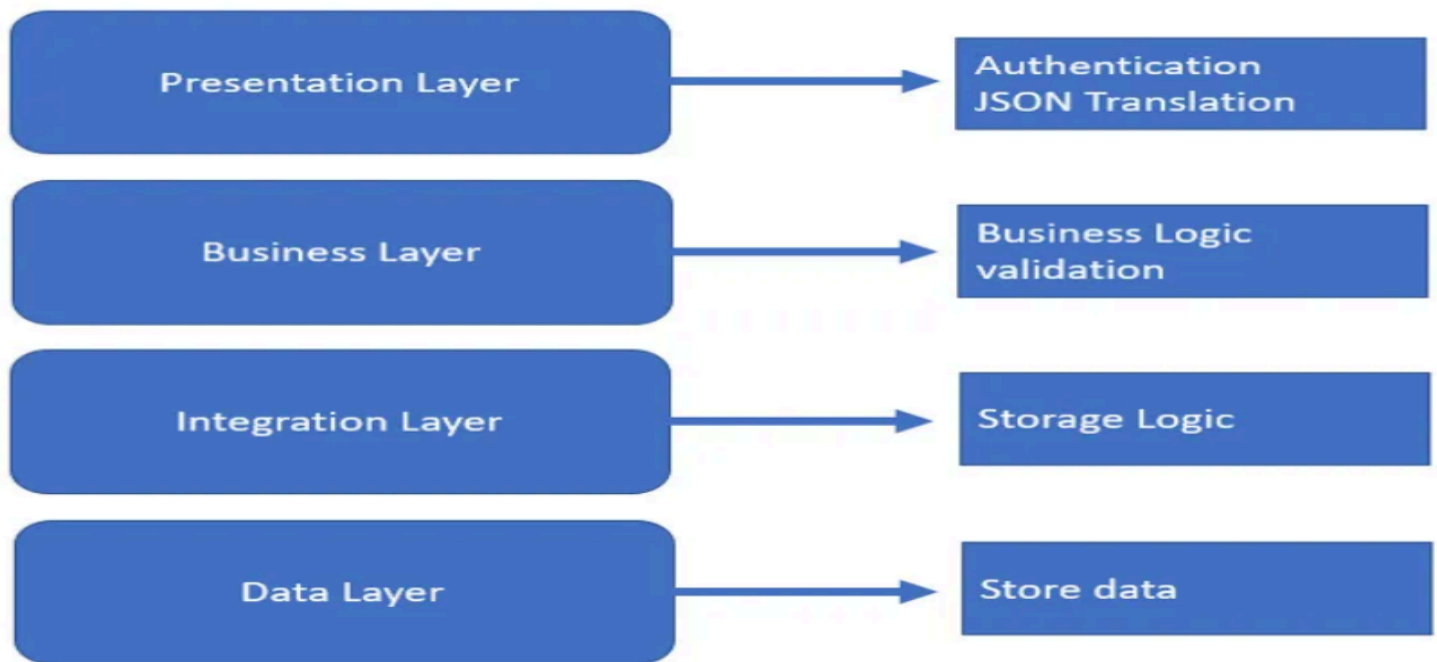 Presentation Layer
Authentication
JSON Translation
Business Layer
Business Logic
validation
Integration Layer
Storage Logic
Data Layer
Store data